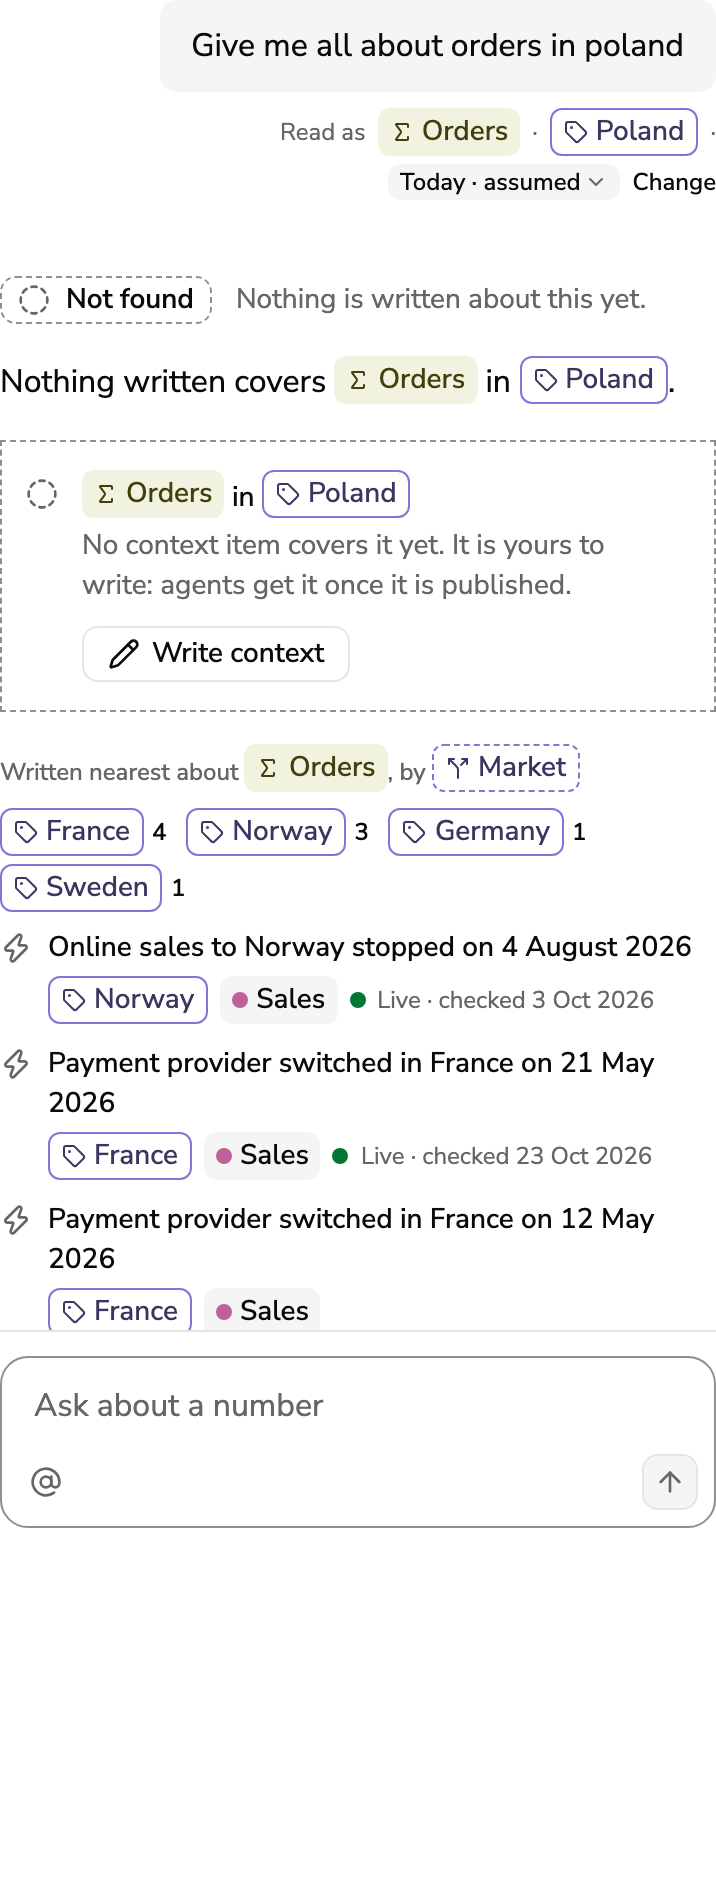 Give me all about orders in poland
Read as Σ Orders · Poland ·
Today · assumed Change
Not found Nothing is written about this yet.
Nothing written covers Σ Orders in Poland.
Σ Orders in Poland
No context item covers it yet. It is yours to
write: agents get it once it is published.
Write context
Written nearest about Σ Orders, by Market
France 4 Norway 3 Germany 1
Sweden 1
Online sales to Norway stopped on 4 August 2026
Norway Sales Live · checked 3 Oct 2026
Payment provider switched in France on 21 May
2026
France Sales Live · checked 23 Oct 2026
Payment provider switched in France on 12 May
2026
France Sales
Ask about a number
@